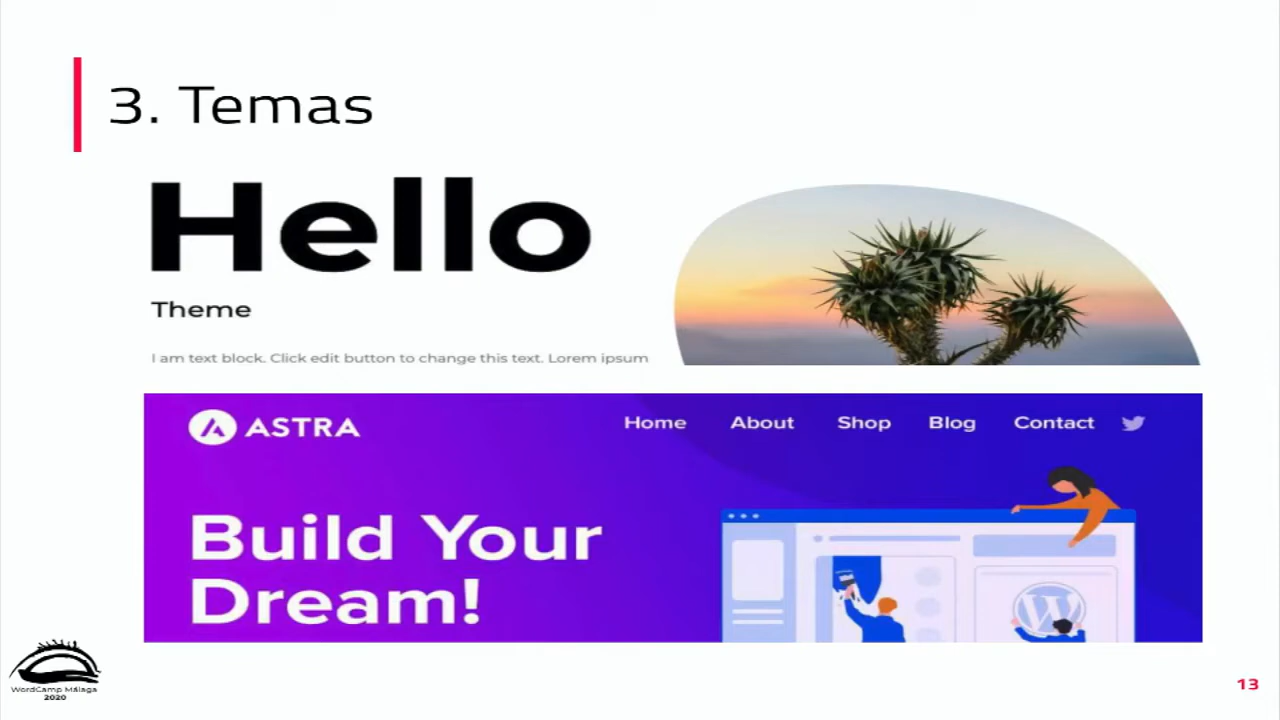 3. Temas
Hello
Theme
I am text block. Click edit button to change this text. Lorem ipsum
ASTRA
Home About Shop Blog Contact
Build Your
Dream!
WordCamp Málaga
2020
13